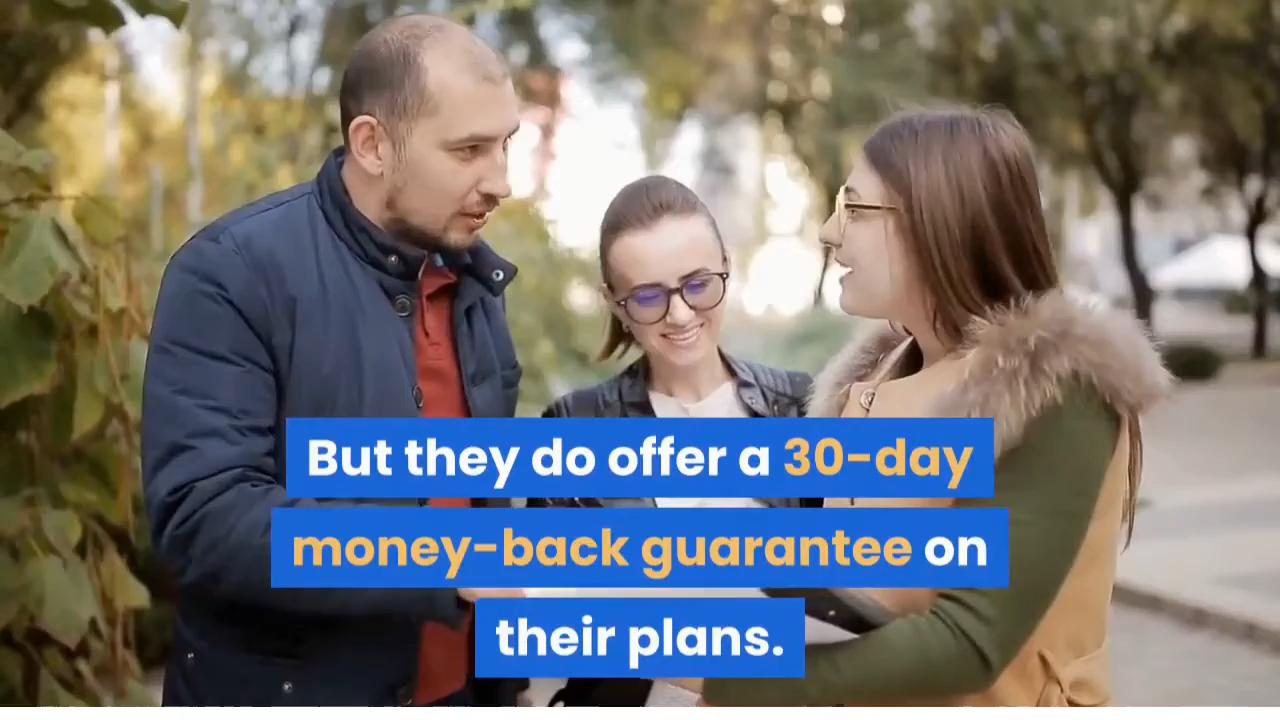 But they do offer a 30-day
money-back guarantee on
their plans.